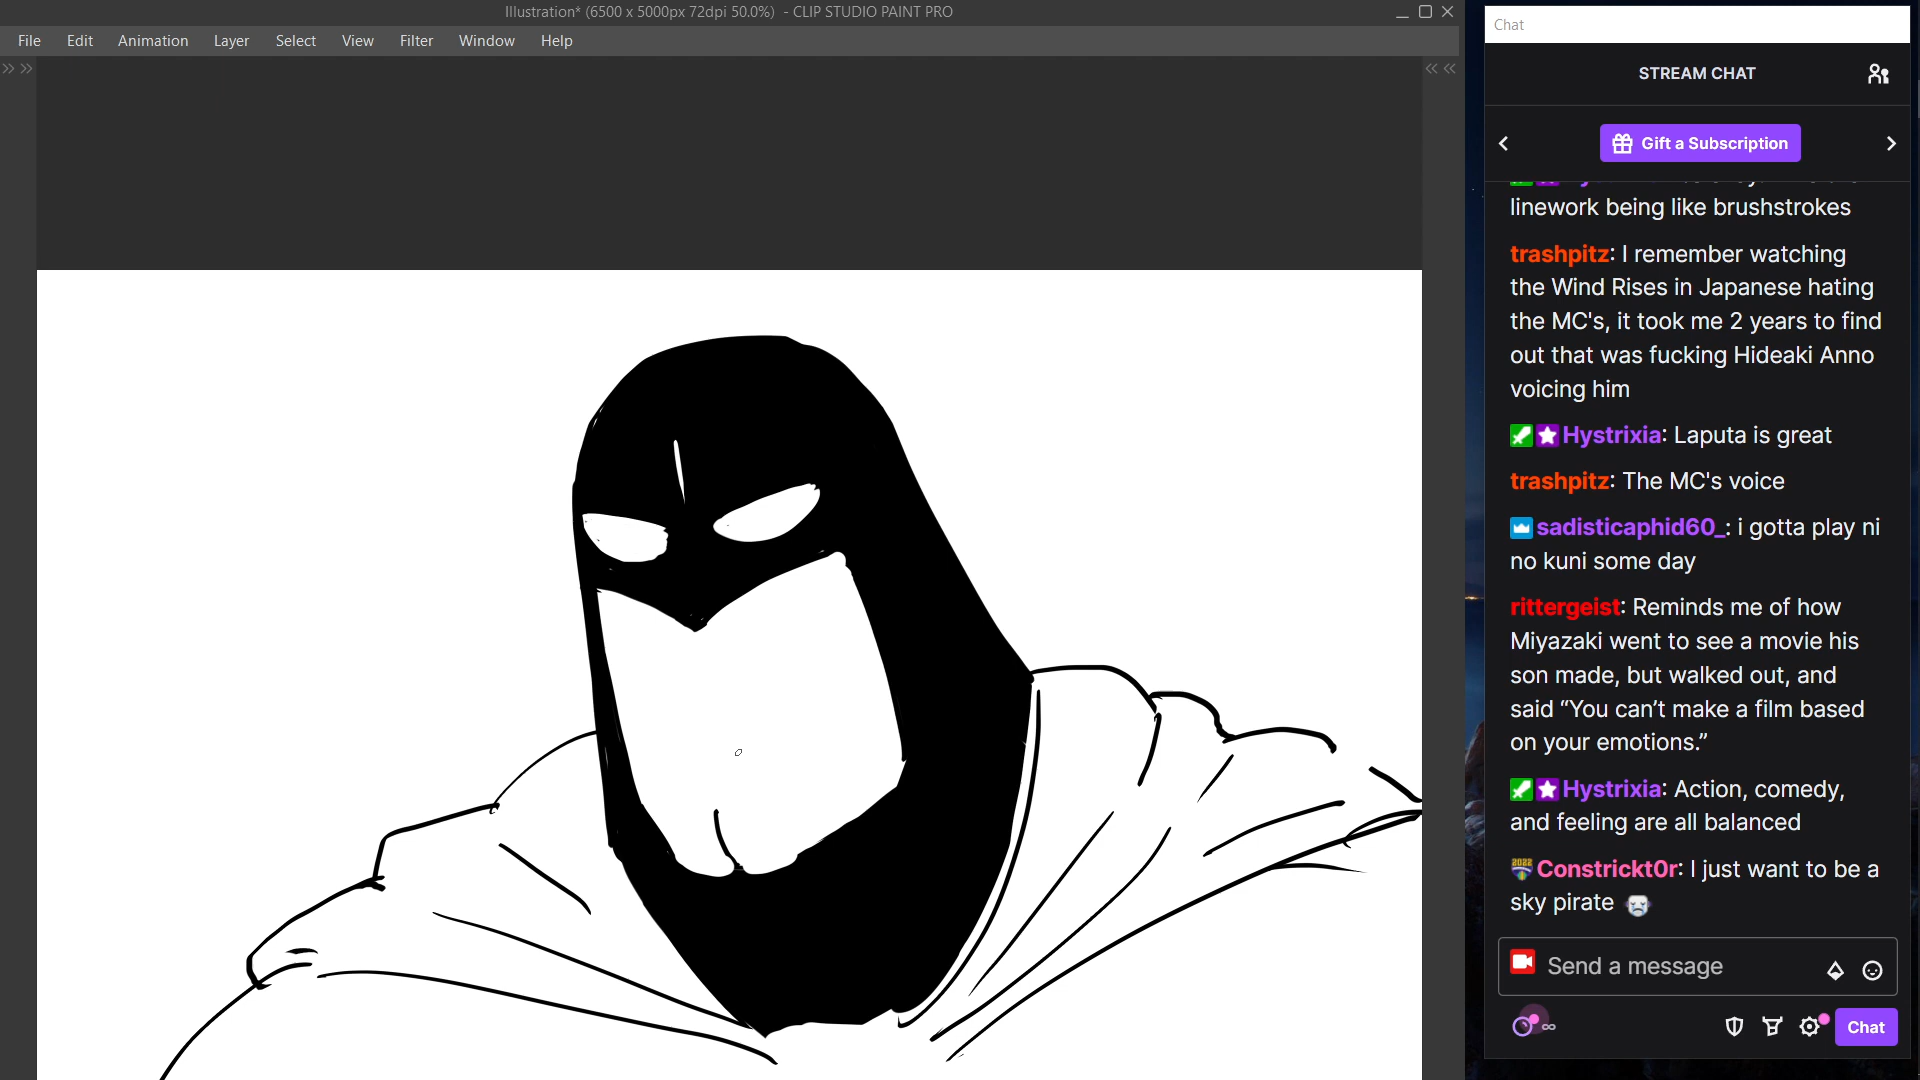 Illustration* (6500 x 5000px 72dpi 50.0%) - CLIP STUDIO PAINT PRO
File Edit Animation Layer Select View Filter Window Help
Chat
STREAM CHAT
Gift a Subscription
linework being like brushstrokes
trashpitz: I remember watching
the Wind Rises in Japanese hating
the MC's, it took me 2 years to find
out that was fucking Hideaki Anno
voicing him
Hystrixia: Laputa is great
trashpitz: The MC's voice
sadisticaphid60_: i gotta play ni
no kuni some day
rittergeist: Reminds me of how
Miyazaki went to see a movie his
son made, but walked out, and
said “You can’t make a film based
on your emotions.”
Hystrixia: Action, comedy,
and feeling are all balanced
2022 Constrickt0r: I just want to be a
sky pirate
Send a message
Chat